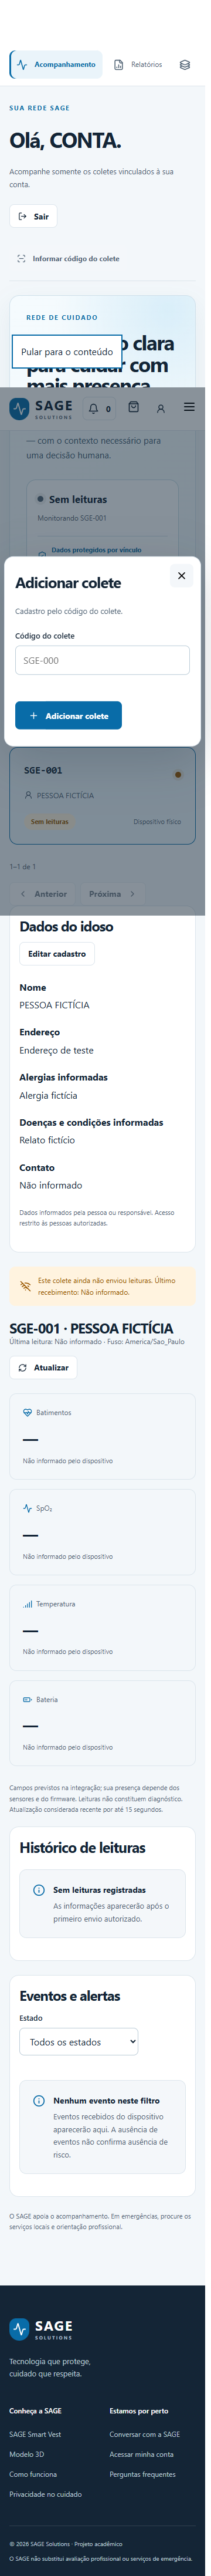 Acompanhamento
Relatórios
SUA REDE SAGE
Olá, CONTA.
Acompanhe somente os coletes vinculados à sua
conta.
Sair
Informar código do colete
REDE DE CUIDADO
clara
Pular para o conteúdo
com
mais presença
SAGE
SOLUTIONS
0
— com o contexto necessário para
uma decisão humana.
Sem leituras
Monitorando SGE-001
Dados protegidos por vínculo
Adicionar colete
Cadastro pelo código do colete.
Código do colete
SGE-000
Adicionar colete
SGE-001
PESSOA FICTÍCIA
Sem leituras
Dispositivo físico
1–1 de 1
Anterior
Próxima
Dados do idoso
Editar cadastro
Nome
PESSOA FICTÍCIA
Endereço
Endereço de teste
Alergias informadas
Alergia fictícia
Doenças e condições informadas
Relato fictício
Contato
Não informado
Dados informados pela pessoa ou responsável. Acesso
restrito às pessoas autorizadas.
Este colete ainda não enviou leituras. Último
recebimento: Não informado.
SGE-001 · PESSOA FICTÍCIA
Última leitura: Não informado · Fuso: America/Sao_Paulo
Atualizar
Batimentos
—
Não informado pelo dispositivo
SpO₂
—
Não informado pelo dispositivo
Temperatura
—
Não informado pelo dispositivo
Bateria
—
Não informado pelo dispositivo
Campos previstos na integração; sua presença depende dos
sensores e do firmware. Leituras não constituem diagnóstico.
Atualização considerada recente por até 15 segundos.
Histórico de leituras
Sem leituras registradas
As informações aparecerão após o
primeiro envio autorizado.
Eventos e alertas
Estado
Todos os estados
Nenhum evento neste filtro
Eventos recebidos do dispositivo
aparecerão aqui. A ausência de
eventos não confirma ausência de
risco.
O SAGE apoia o acompanhamento. Em emergências, procure os
serviços locais e orientação profissional.
SAGE
SOLUTIONS
Tecnologia que protege,
cuidado que respeita.
Conheça a SAGE
SAGE Smart Vest
Modelo 3D
Como funciona
Privacidade no cuidado
Estamos por perto
Conversar com a SAGE
Acessar minha conta
Perguntas frequentes
© 2026 SAGE Solutions · Projeto acadêmico
O SAGE não substitui avaliação profissional ou serviços de emergência.